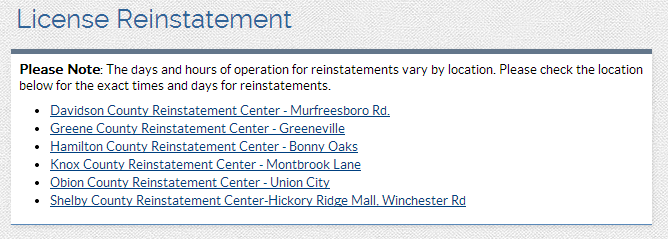 License Reinstatement
Please Note: The days and hours of operation for reinstatements vary by location. Please check the location
below for the exact times and days for reinstatements.
Davidson County Reinstatement Center - Murfreesboro Rd.
Greene County Reinstatement Center - Greeneville
Hamilton County Reinstatement Center - Bonny Oaks
Knox County Reinstatement Center - Montbrook Lane
Obion County Reinstatement Center - Union City
Shelby County Reinstatement Center-Hickory Ridge Mall, Winchester Rd